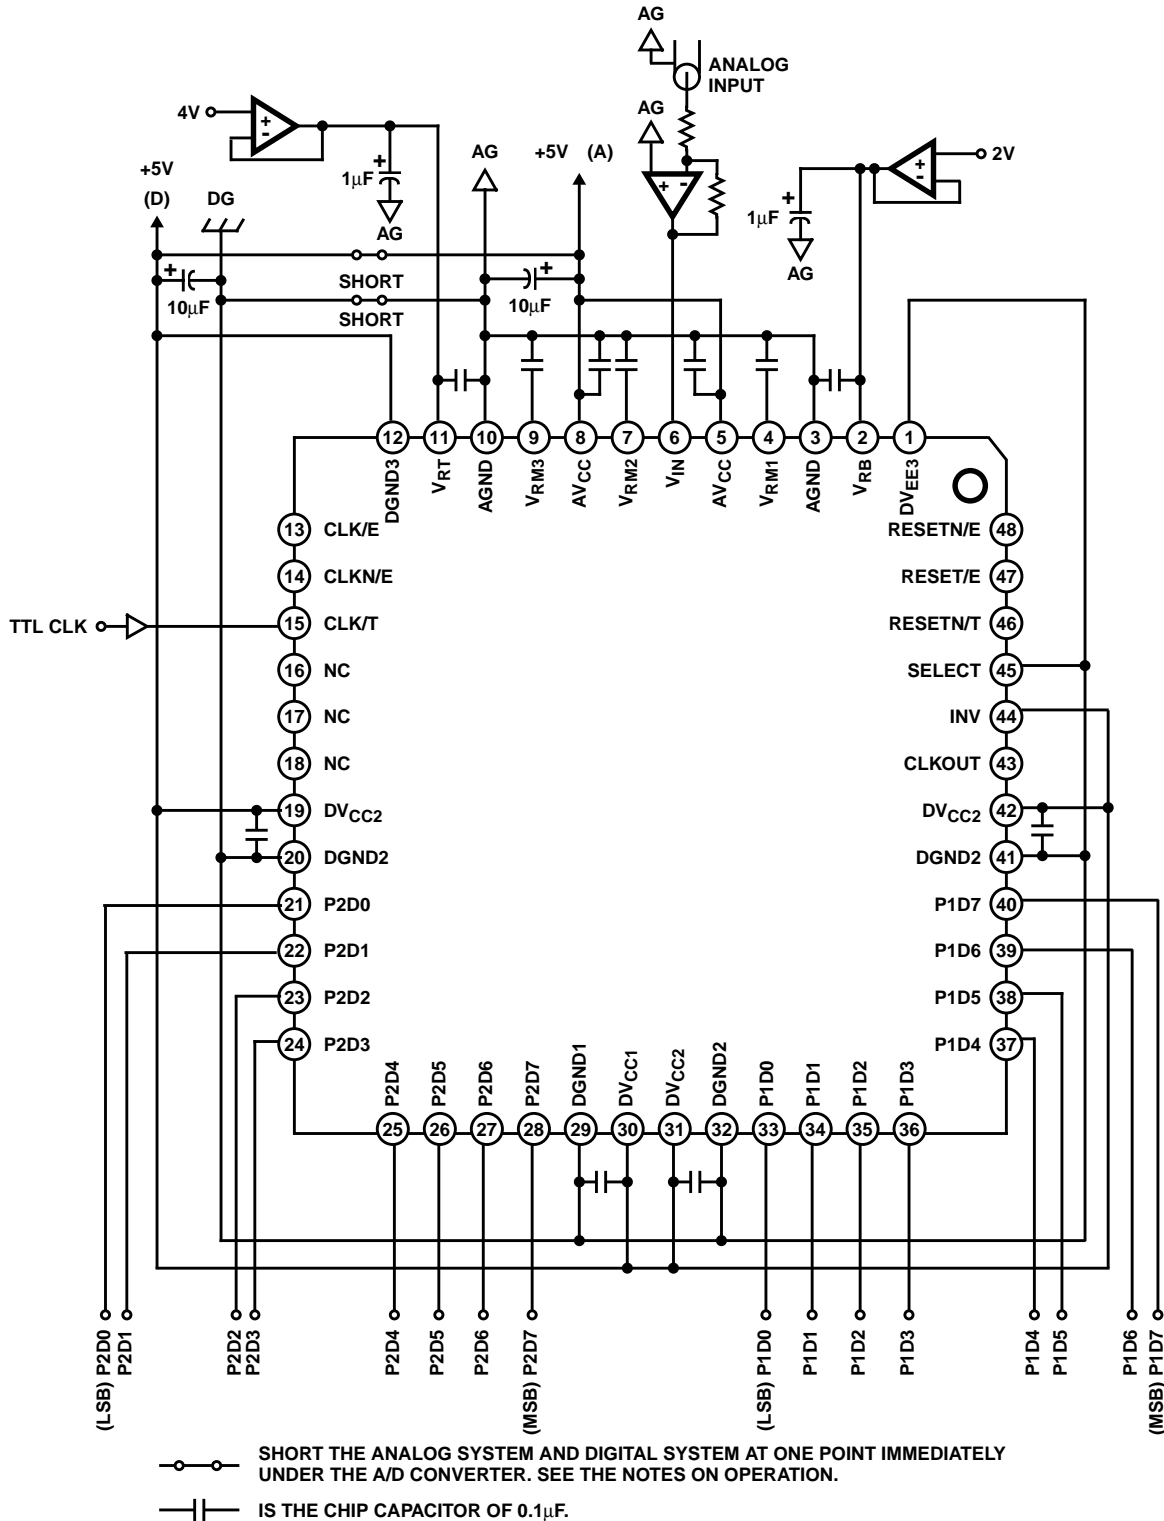 AG
ANALOG
INPUT
4V
AG
2V
+5V
(D)
DG
1μF
AG
AG
+5V (A)
1μF
AG
SHORT
10μF
SHORT
10μF
12 11 10 9 8 7 6 5 4 3 2 1
DGND3 VRT AGND VRM3 AVCC VRM2 VIN AVCC VRM1 AGND VRB DVEE3
13 CLK/E
14 CLKN/E
TTL CLK 15 CLK/T
16 NC
17 NC
18 NC
19 DVCC2
20 DGND2
21 P2D0
22 P2D1
23 P2D2
24 P2D3
RESETN/E 48
RESET/E 47
RESETN/T 46
SELECT 45
INV 44
CLKOUT 43
DVCC2 42
DGND2 41
P1D7 40
P1D6 39
P1D5 38
P1D4 37
P2D4 P2D5 P2D6 P2D7 DGND1 DVCC1 DVCC2 DGND2 P1D0 P1D1 P1D2 P1D3
25 26 27 28 29 30 31 32 33 34 35 36
(LSB) P2D0
P2D1
P2D2
P2D3
P2D4
P2D5
P2D6
(MSB) P2D7
(LSB) P1D0
P1D1
P1D2
P1D3
P1D4
P1D5
P1D6
(MSB) P1D7
SHORT THE ANALOG SYSTEM AND DIGITAL SYSTEM AT ONE POINT IMMEDIATELY
UNDER THE A/D CONVERTER. SEE THE NOTES ON OPERATION.
IS THE CHIP CAPACITOR OF 0.1μF.